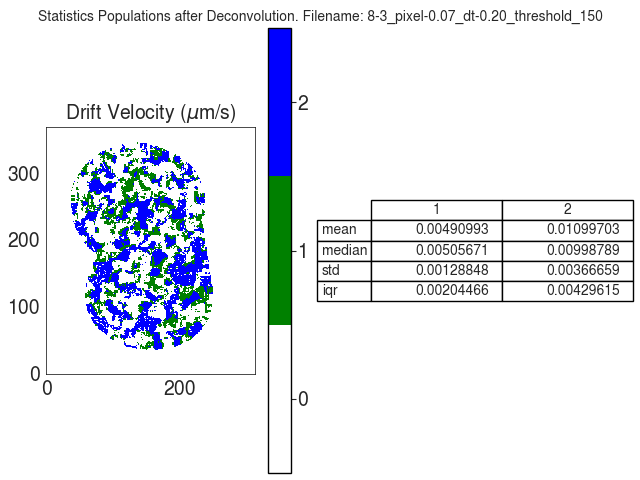 Statistics Populations after Deconvolution. Filename: 8-3_pixel-0.07_dt-0.20_threshold_150
Drift Velocity (μm/s)
300
200
100
0
0 200
2
1
0
1 2
mean 0.00490993 0.01099703
median 0.00505671 0.00998789
std 0.00128848 0.00366659
iqr 0.00204466 0.00429615